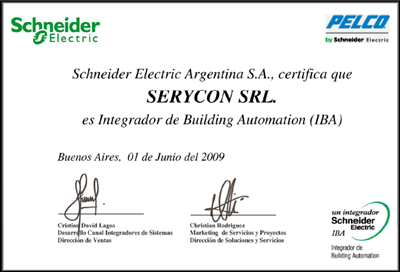 Schneider
Electric
PELCO
by Schneider Electric
Schneider Electric Argentina S.A., certifica que
SERYCON SRL.
es Integrador de Building Automation (IBA)
Buenos Aires, 01 de Junio del 2009
Cristian David Lagos
Desarrollo Canal Integradores de Sistemas
Dirección de Ventas
Christian Rodriguez
Marketing de Servicios y Proyectos
Dirección de Soluciones y Servicios
un integrador
Schneider
Electric
IBA
Integrador de
Building Automation